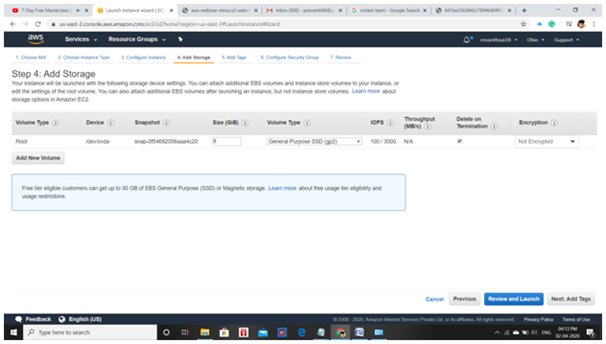 7-Day Free Masterclass
Launch instance wizard | EC
aws-webinar-elmus.s3-websi
Inbox (850)
cricket team - Google Search
us-east-2.console.aws.amazon.com/ec2/v2/home?region=us-east-2#LaunchInstanceWizard:
aws
Services
Resource Groups
Ohio
Support
1. Choose AMI
2. Choose Instance Type
3. Configure Instance
4. Add Storage
5. Add Tags
6. Configure Security Group
7. Review
Step 4: Add Storage
Your instance will be launched with the following storage device settings. You can attach additional EBS volumes and instance store volumes to your instance, or
edit the settings of the root volume. You can also attach additional EBS volumes after launching an instance, but not instance store volumes. Learn more about
storage options in Amazon EC2.
Volume Type
Device
Snapshot
Size (GiB)
Volume Type
IOPS
Throughput
(MB/s)
Delete on
Termination
Encryption
Root
/dev/xvda
snap-0f54692056aaa4c20
8
General Purpose SSD (gp2)
100 / 3000
N/A
Not Encrypted
Add New Volume
Free tier eligible customers can get up to 30 GB of EBS General Purpose (SSD) or Magnetic storage. Learn more about free usage tier eligibility and
usage restrictions.
Cancel
Previous
Review and Launch
Next: Add Tags
Feedback
English (US)
© 2008 - 2020, Amazon Internet Services Private Ltd. or its affiliates. All rights reserved.
Privacy Policy
Terms of Use
Type here to search
ENG
04:13 PM
02-04-2020